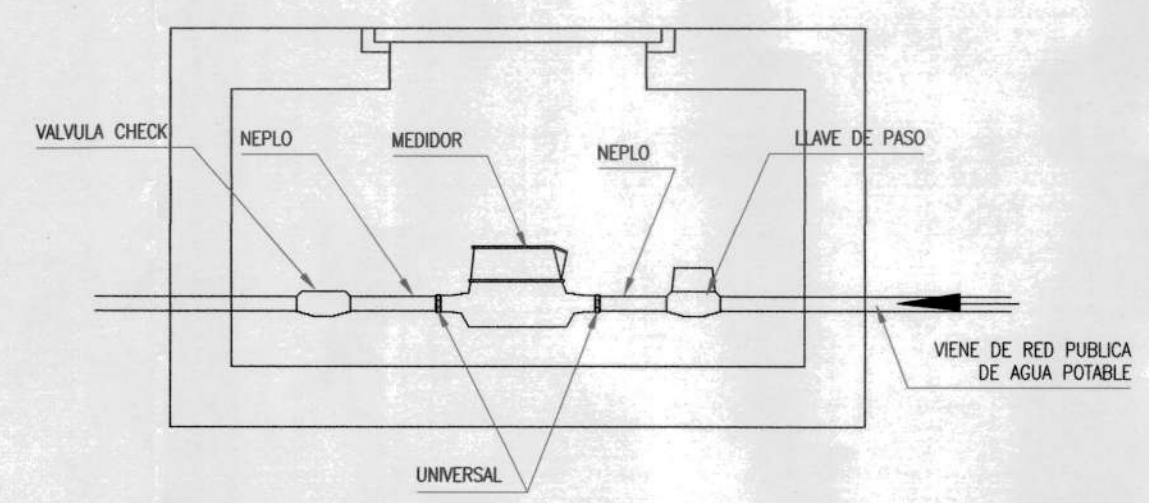 VALVULA CHECK
NEPLO
MEDIDOR
NEPLO
LLAVE DE PASO
VIENE DE RED PUBLICA
DE AGUA POTABLE
UNIVERSAL